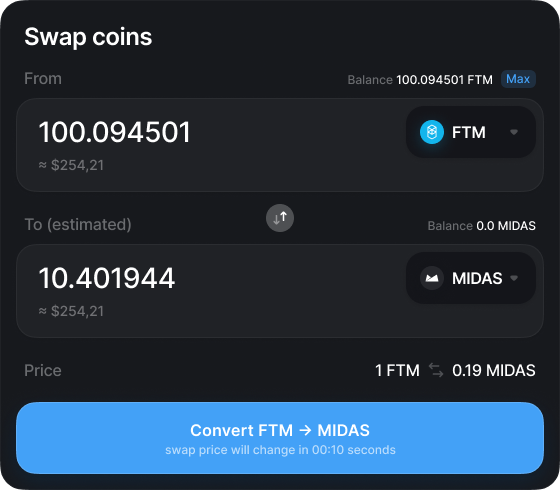 Swap coins
From Balance 100.094501 FTM Max
100.094501 FTM
≈ $254,21
To (estimated) Balance 0.0 MIDAS
10.401944 MIDAS
≈ $254,21
Price 1 FTM 0.19 MIDAS
Convert FTM → MIDAS
swap price will change in 00:10 seconds